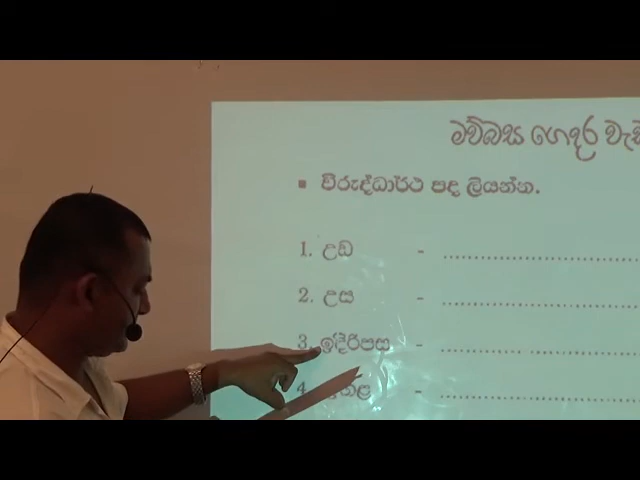 මව්බස ගෙදර වැඩ
■ විරුද්ධාර්ථ පද ලියන්න.
1. උඩ - ........................................
2. උස - ........................................
3. ඉදිරිපස - ........................................
4. - ........................................